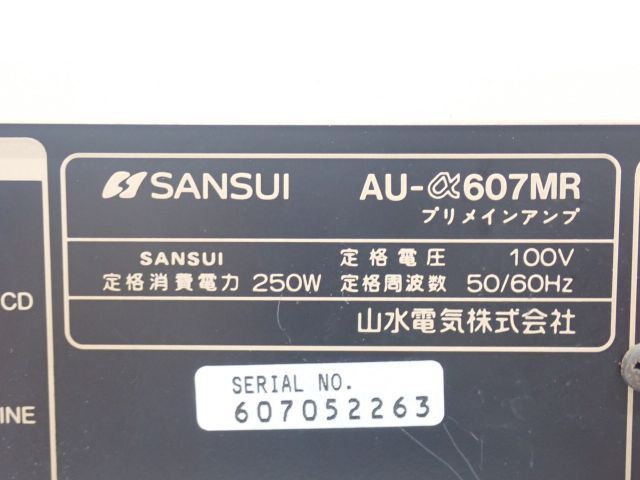 SANSUI AU-α607MR
プリメインアンプ
SANSUI 定格電圧 100V
定格消費電力 250W 定格周波数 50/60Hz
山水電気株式会社
CD
SERIAL NO.
607052263
INE